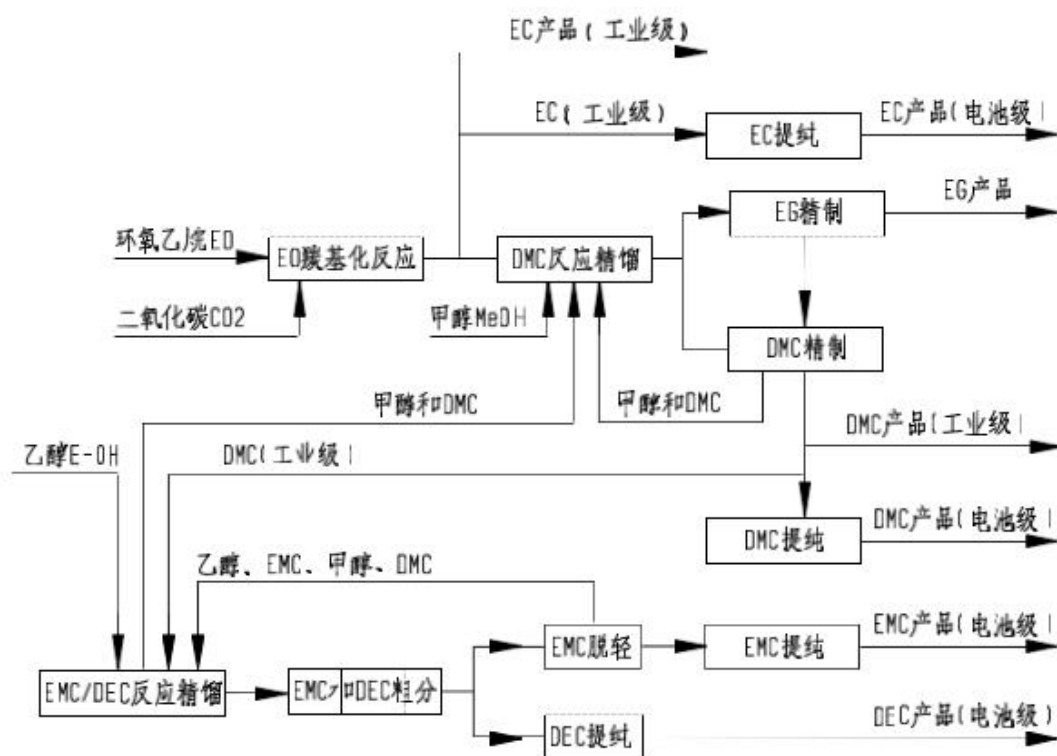 EC产品(工业级)
EC(工业级)
EC提纯
EC产品(电池级)
EG精制
EG产品
环氧乙烷EO
EO羰基化反应
DMC反应精馏
二氧化碳CO2
甲醇MeOH
DMC精制
甲醇和DMC
甲醇和DMC
DMC产品(工业级)
乙醇E-OH
DMC(工业级)
DMC提纯
DMC产品(电池级)
乙醇、EMC、甲醇、DMC
EMC脱轻
EMC提纯
EMC产品(电池级)
EMC/DEC反应精馏
EMC和DEC粗分
DEC提纯
DEC产品(电池级)